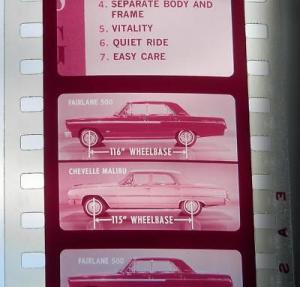 4. SEPARATE BODY AND
FRAME
5. VITALITY
6. QUIET RIDE
7. EASY CARE
FAIRLANE 500
116" WHEELBASE
CHEVELLE MALIBU
115" WHEELBASE
FAIRLANE 500